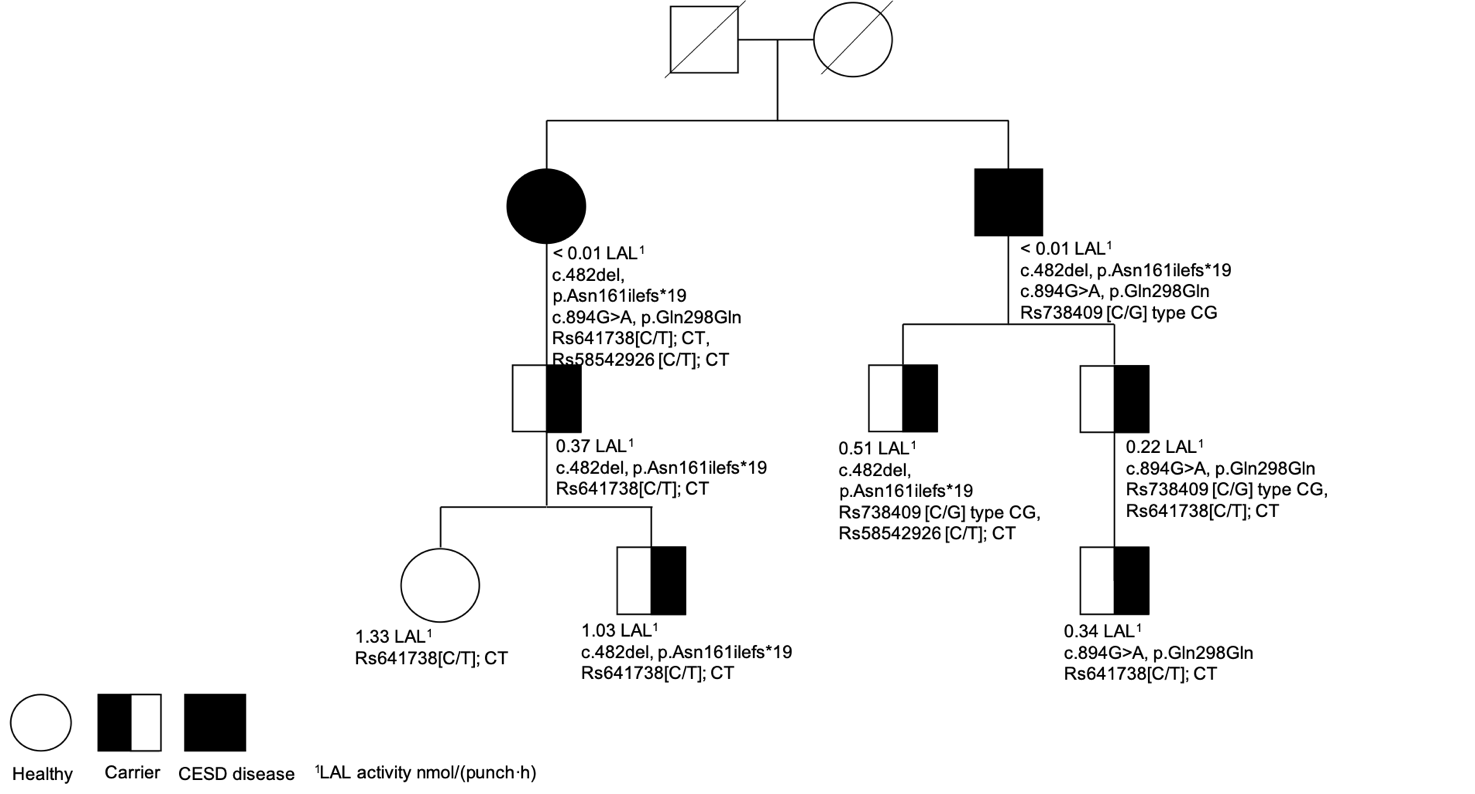 < 0.01 LAL¹
c.482del,
p.Asn161ilefs*19
c.894G>A, p.Gln298Gln
Rs641738[C/T]; CT,
Rs58542926 [C/T]; CT
< 0.01 LAL¹
c.482del, p.Asn161ilefs*19
c.894G>A, p.Gln298Gln
Rs738409 [C/G] type CG
0.37 LAL¹
c.482del, p.Asn161ilefs*19
Rs641738[C/T]; CT
0.51 LAL¹
c.482del,
p.Asn161ilefs*19
Rs738409 [C/G] type CG,
Rs58542926 [C/T]; CT
0.22 LAL¹
c.894G>A, p.Gln298Gln
Rs738409 [C/G] type CG,
Rs641738[C/T]; CT
1.33 LAL¹
Rs641738[C/T]; CT
1.03 LAL¹
c.482del, p.Asn161ilefs*19
Rs641738[C/T]; CT
0.34 LAL¹
c.894G>A, p.Gln298Gln
Rs641738[C/T]; CT
Healthy
Carrier
CESD disease
¹LAL activity nmol/(punch·h)